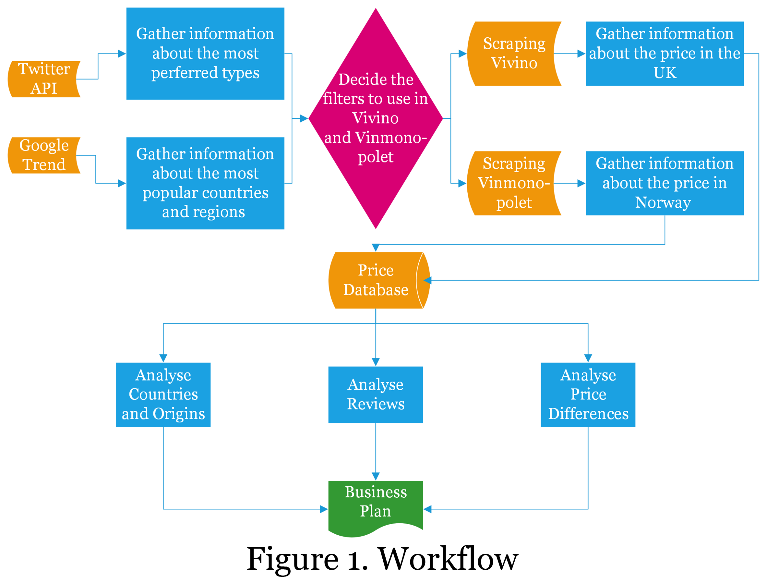 Twitter
API
Gather information
about the most
perferred types
Google
Trend
Gather information
about the most
popular countries
and regions
Decide the
filters to use in
Vivino
and Vinmono-
polet
Scraping
Vivino
Gather information
about the price in the
UK
Scraping
Vinmono-
polet
Gather information
about the price in
Norway
Price
Database
Analyse
Countries
and Origins
Analyse
Reviews
Analyse
Price
Differences
Business
Plan
Figure 1. Workflow